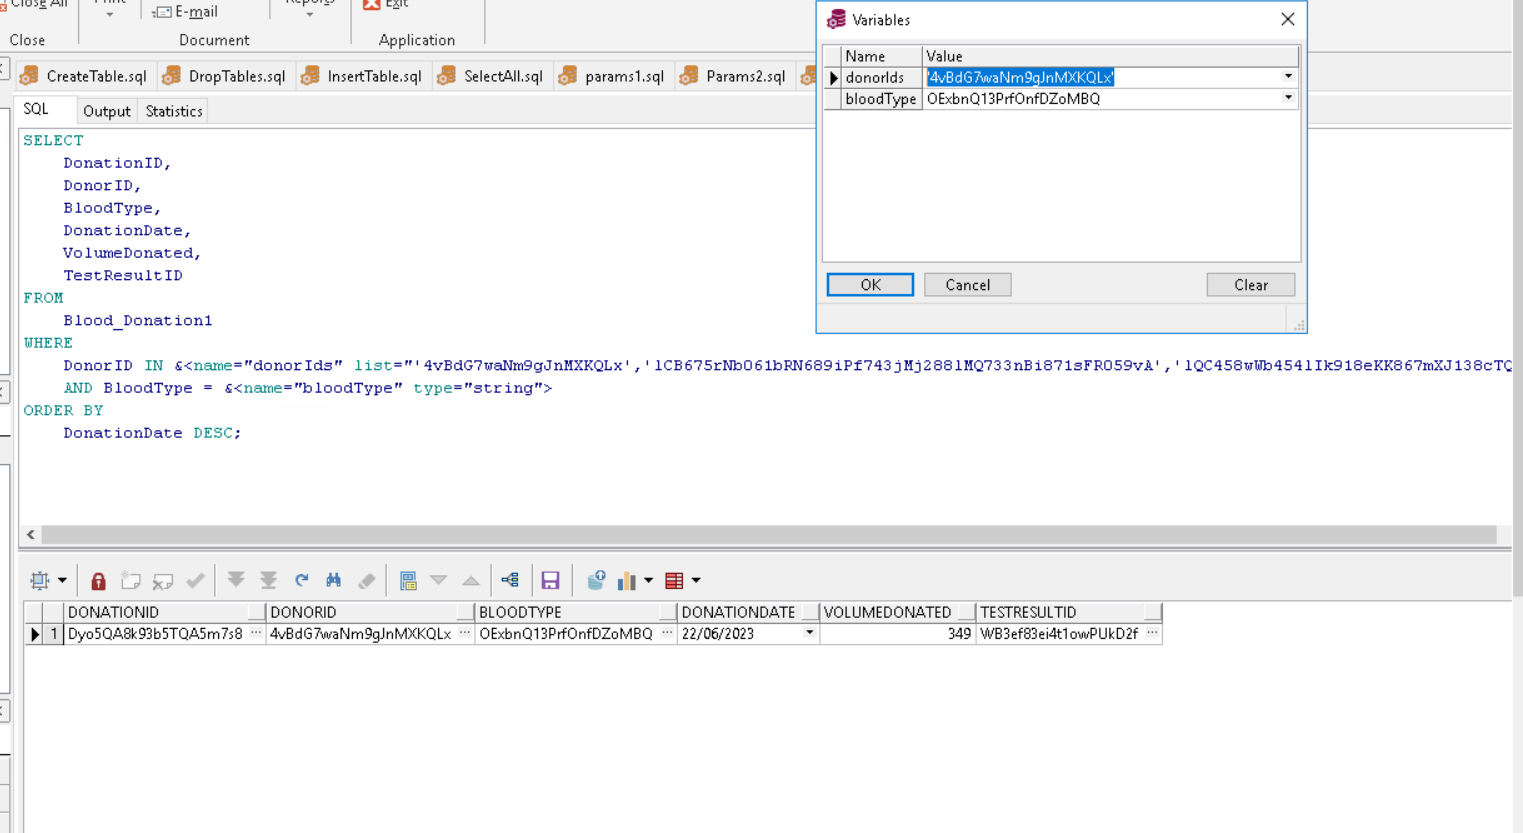 Close All
Print
E-mail
Reports
Exit
Close
Document
Application
CreateTable.sql
DropTables.sql
InsertTable.sql
SelectAll.sql
params1.sql
Params2.sql
SQL
Output
Statistics
SELECT
DonationID,
DonorID,
BloodType,
DonationDate,
VolumeDonated,
TestResultID
FROM
Blood_Donation1
WHERE
DonorID IN &<name="donorIds" list="'4vBdG7waNm9gJnMXKQLx','lCB675rNbO61bRN689iPf743jMj288lMQ733nBi871sFRO59vA','lQC458wWb454lIk918eKK867mXJ138cTQ
AND BloodType = &<name="bloodType" type="string">
ORDER BY
DonationDate DESC;
Variables
Name Value
donorIds '4vBdG7waNm9gJnMXKQLx'
bloodType OExbnQ13PrfOnfDZoMBQ
OK
Cancel
Clear
DONATIONID DONORID BLOODTYPE DONATIONDATE VOLUMEDONATED TESTRESULTID
1 Dyo5QA8k93b5TQA5m7s8 ··· 4vBdG7waNm9gJnMXKQLx ··· OExbnQ13PrfOnfDZoMBQ ··· 22/06/2023 349 WB3ef83ei4t1owPUkD2f ···